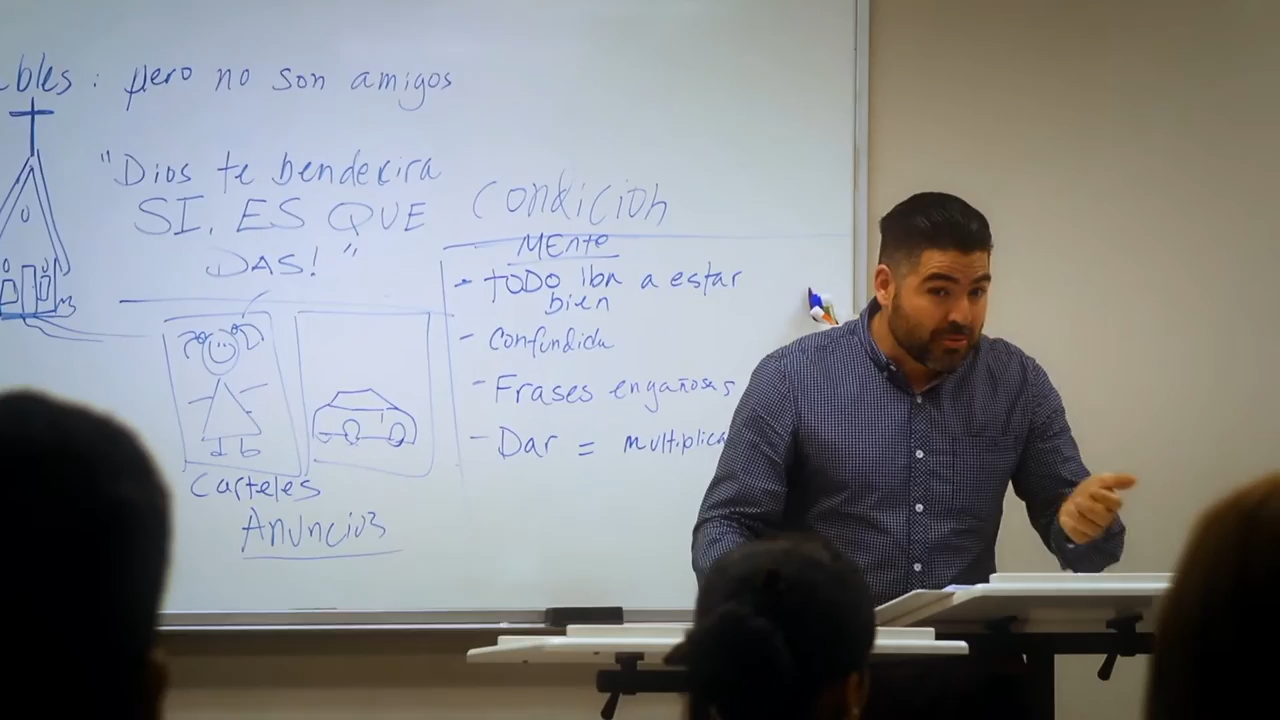 bles: pero no son amigos
"Dios te bendecira
SI, ES QUE
DAS!"
Condicion
MEnte
- TODO iba a estar
bien
- Confundida
- Frases engañosas
- Dar = multiplica
Carteles
Anuncios